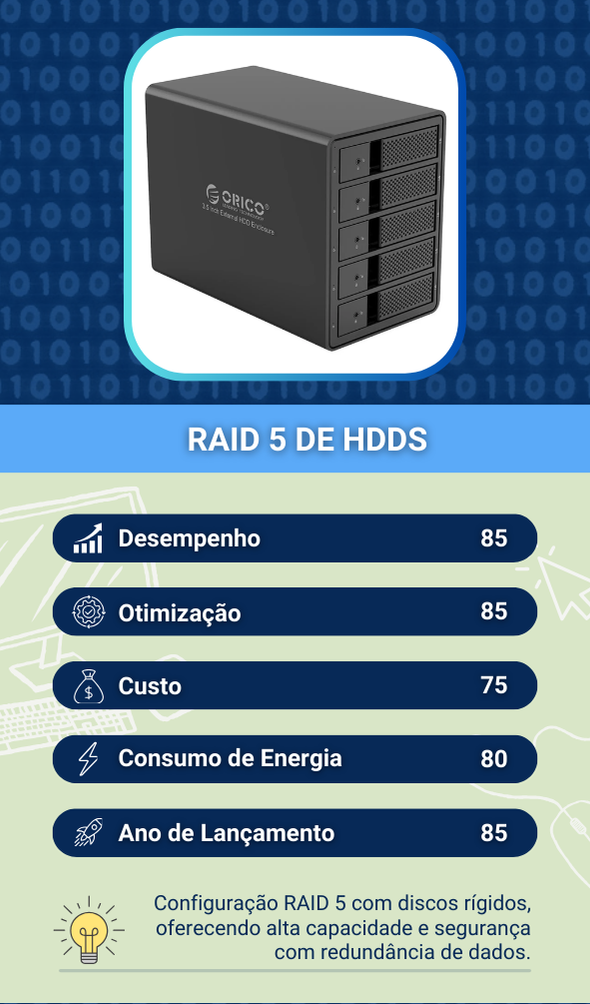 ORICO
3.5 Inch External HDD Enclosure
RAID 5 DE HDDS
Desempenho 85
Otimização 85
Custo 75
Consumo de Energia 80
Ano de Lançamento 85
Configuração RAID 5 com discos rígidos,
oferecendo alta capacidade e segurança
com redundância de dados.